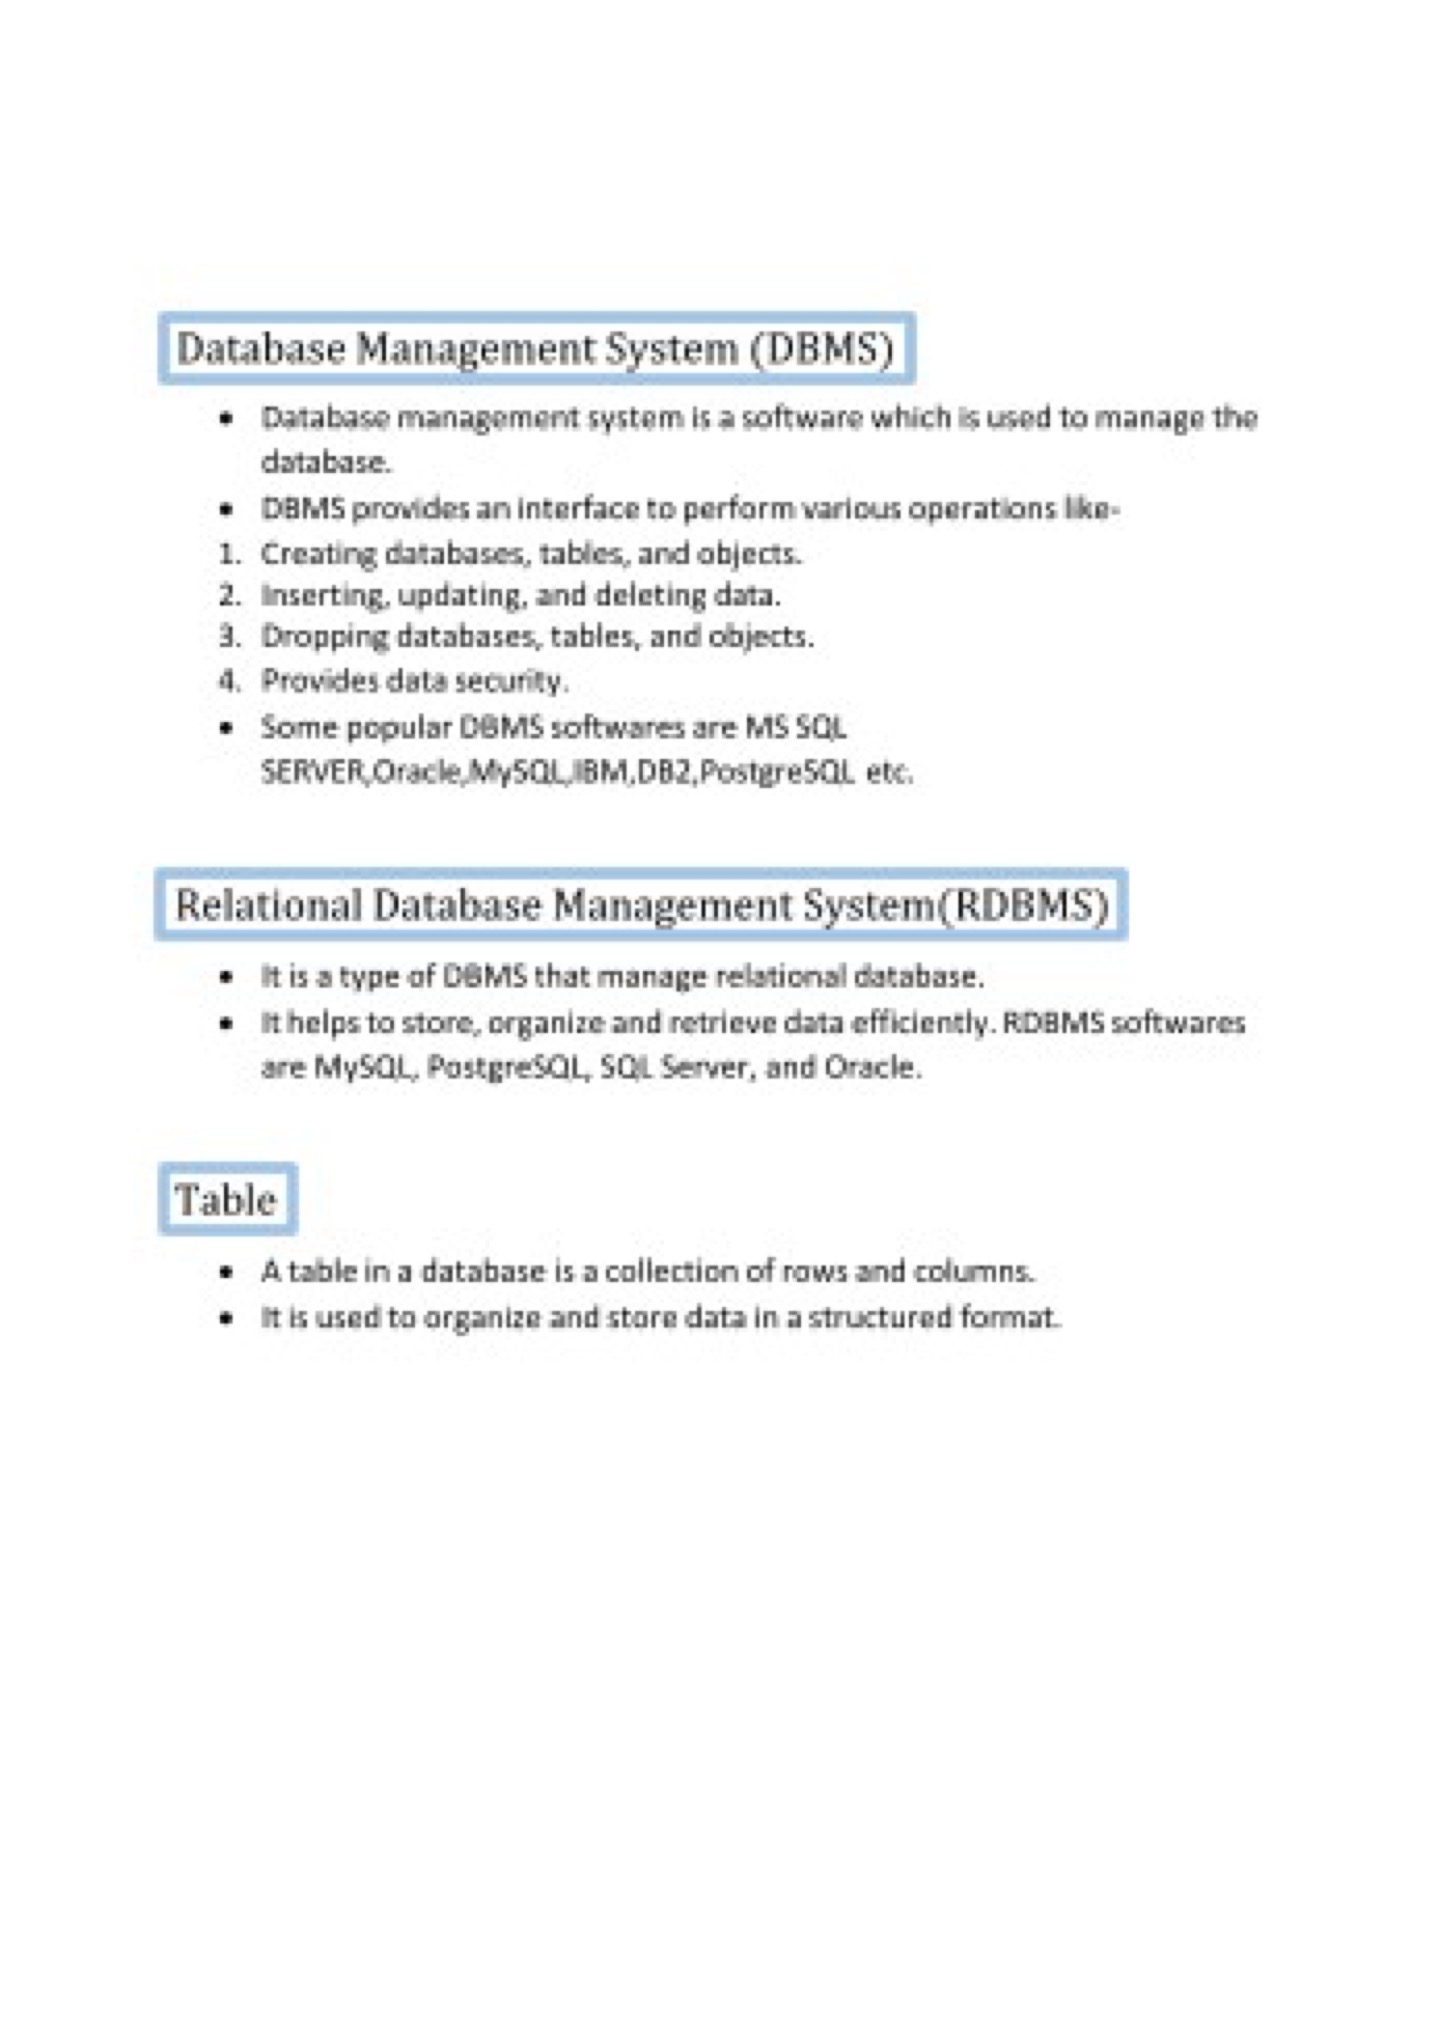 Database Management System (DBMS)
• Database management system is a software which is used to manage the
database.
• DBMS provides an interface to perform various operations like-
1. Creating databases, tables, and objects.
2. Inserting, updating, and deleting data.
3. Dropping databases, tables, and objects.
4. Provides data security.
• Some popular DBMS softwares are MS SQL
SERVER,Oracle,MySQL,IBM,DB2,PostgreSQL etc.
Relational Database Management System(RDBMS)
• It is a type of DBMS that manage relational database.
• It helps to store, organize and retrieve data efficiently. RDBMS softwares
are MySQL, PostgreSQL, SQL Server, and Oracle.
Table
• A table in a database is a collection of rows and columns.
• It is used to organize and store data in a structured format.